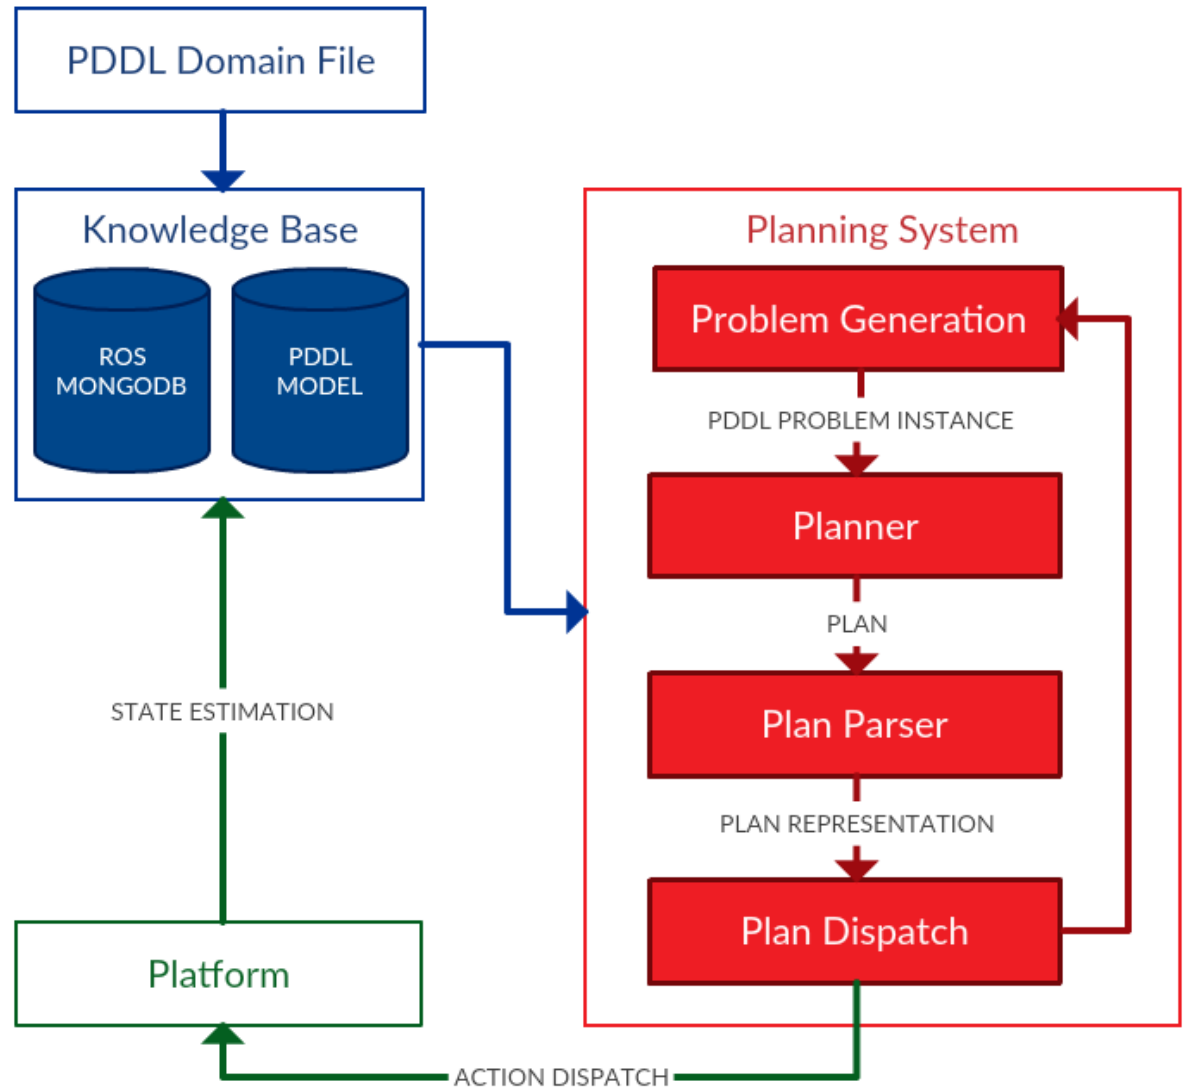 PDDL Domain File
Knowledge Base
ROS
MONGODB
PDDL
MODEL
STATE ESTIMATION
Platform
Planning System
Problem Generation
PDDL PROBLEM INSTANCE
Planner
PLAN
Plan Parser
PLAN REPRESENTATION
Plan Dispatch
ACTION DISPATCH